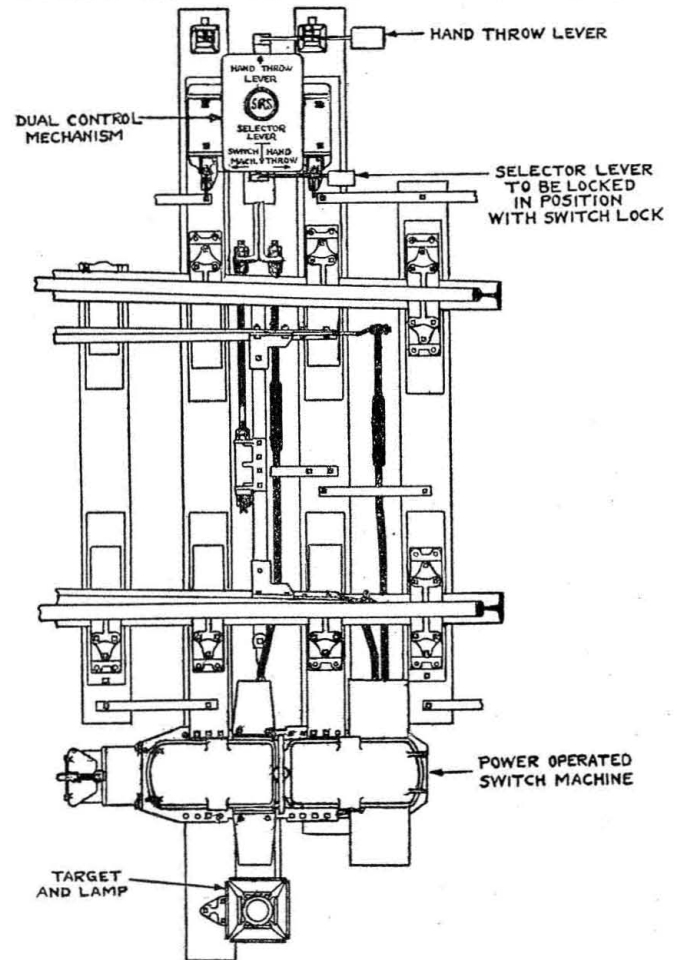 HAND THROW LEVER
HAND THROW
LEVER
SRS
SELECTOR
LEVER
SWITCH HAND
MACH. THROW
DUAL CONTROL
MECHANISM
SELECTOR LEVER
TO BE LOCKED
IN POSITION
WITH SWITCH LOCK
POWER OPERATED
SWITCH MACHINE
TARGET
AND LAMP